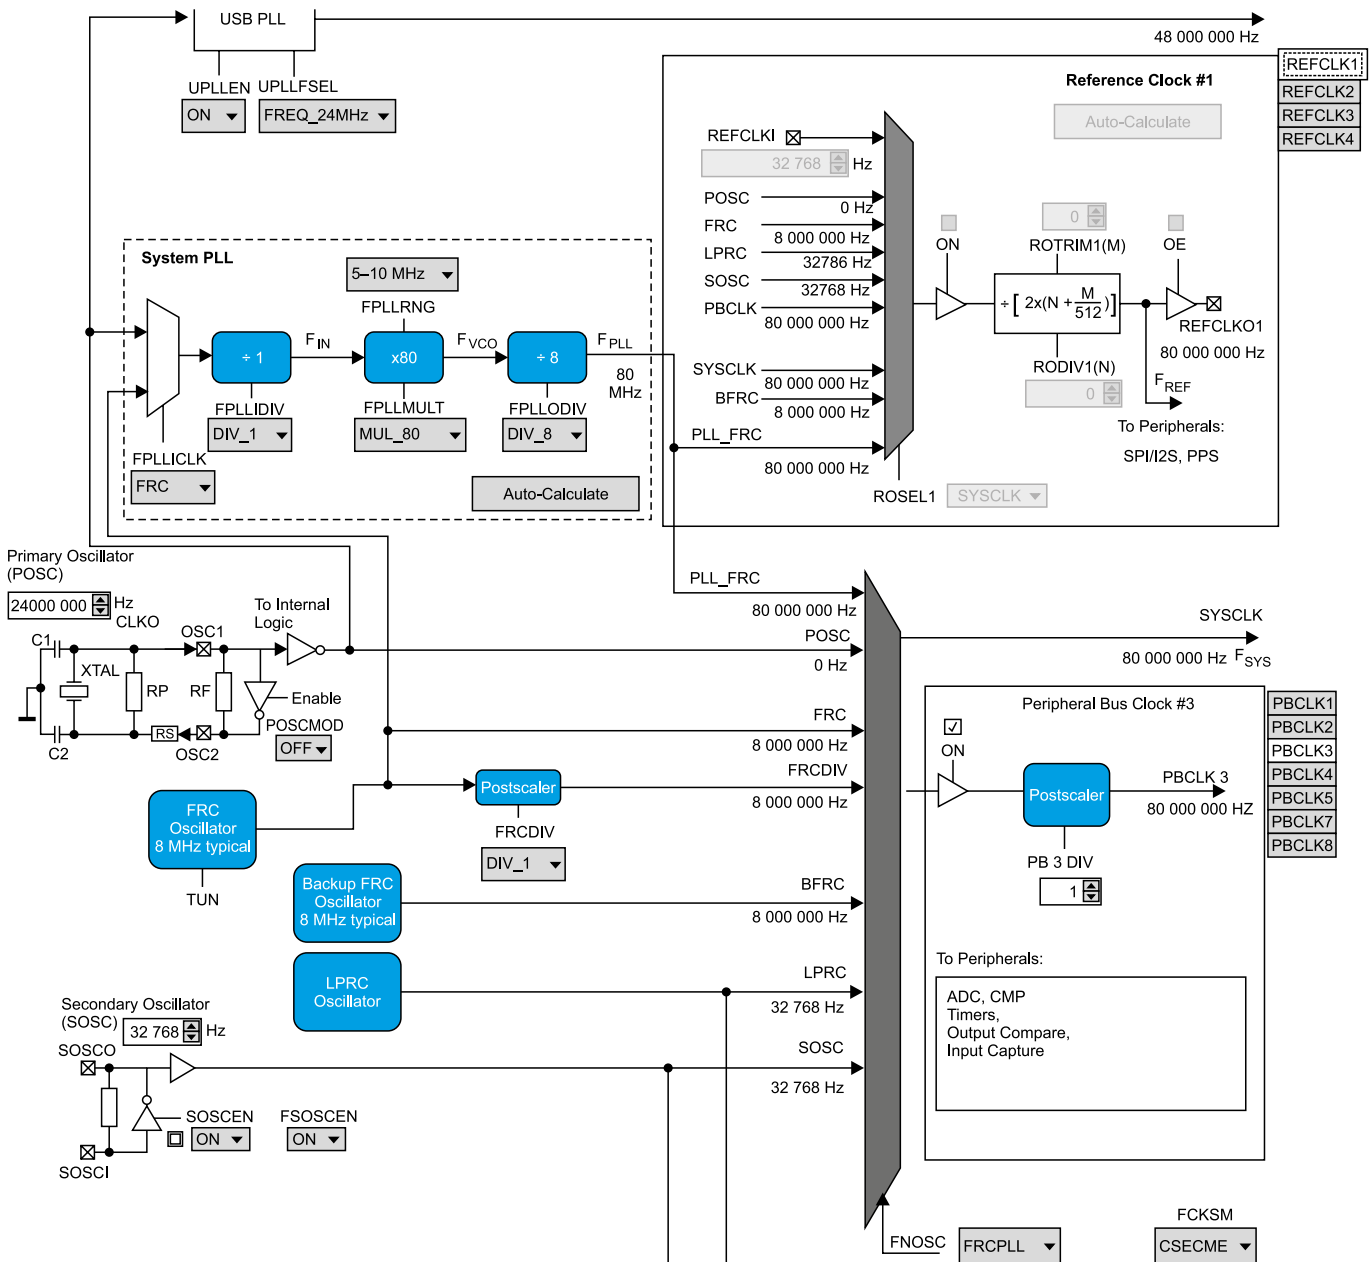 USB PLL
48 000 000 Hz
UPLLEN
UPLLFSEL
ON
FREQ_24MHz
REFCLK1
REFCLK2
REFCLK3
REFCLK4
Reference Clock #1
Auto-Calculate
REFCLKI
32 768
Hz
POSC
0 Hz
FRC
8 000 000 Hz
LPRC
32786 Hz
SOSC
32768 Hz
PBCLK
80 000 000 Hz
SYSCLK
80 000 000 Hz
BFRC
8 000 000 Hz
PLL_FRC
80 000 000 Hz
ROSEL1
SYSCLK
ON
0
ROTRIM1(M)
÷ [ 2x(N + M/512 )]
RODIV1(N)
0
OE
REFCLKO1
80 000 000 Hz
FREF
To Peripherals:
SPI/I2S, PPS
System PLL
5–10 MHz
FPLLRNG
÷ 1
FIN
x80
FVCO
÷ 8
FPLL
80
MHz
FPLLIDIV
DIV_1
FPLLMULT
MUL_80
FPLLODIV
DIV_8
FPLLICLK
FRC
Auto-Calculate
Primary Oscillator
(POSC)
24000 000
Hz
CLKO
C1
OSC1
To Internal
Logic
XTAL
RP
RF
Enable
RS
C2
OSC2
POSCMOD
OFF
FRC
Oscillator
8 MHz typical
TUN
Postscaler
FRCDIV
DIV_1
Backup FRC
Oscillator
8 MHz typical
LPRC
Oscillator
Secondary Oscillator
(SOSC)
32 768
Hz
SOSCO
SOSCI
SOSCEN
ON
FSOSCEN
ON
PLL_FRC
80 000 000 Hz
POSC
0 Hz
FRC
8 000 000 Hz
FRCDIV
8 000 000 Hz
BFRC
8 000 000 Hz
LPRC
32 768 Hz
SOSC
32 768 Hz
SYSCLK
80 000 000 Hz FSYS
Peripheral Bus Clock #3
ON
Postscaler
PBCLK 3
80 000 000 HZ
PB 3 DIV
1
PBCLK1
PBCLK2
PBCLK3
PBCLK4
PBCLK5
PBCLK7
PBCLK8
To Peripherals:
ADC, CMP
Timers,
Output Compare,
Input Capture
FNOSC
FRCPLL
FCKSM
CSECME